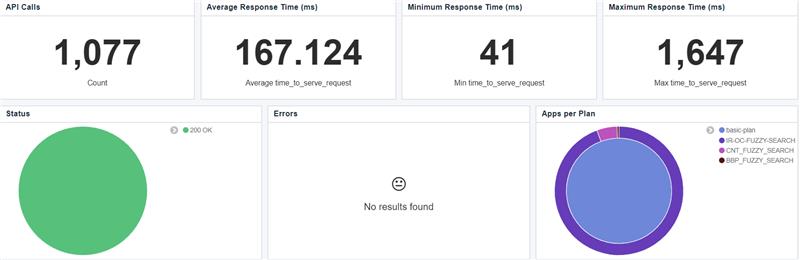 API Calls
Average Response Time (ms)
Minimum Response Time (ms)
Maximum Response Time (ms)
1,077
167.124
41
1,647
Count
Average time_to_serve_request
Min time_to_serve_request
Max time_to_serve_request
Status
Errors
Apps per Plan
200 OK
No results found
basic-plan
IR-OC-FUZZY-SEARCH
CNT_FUZZY_SEARCH
BBP_FUZZY_SEARCH